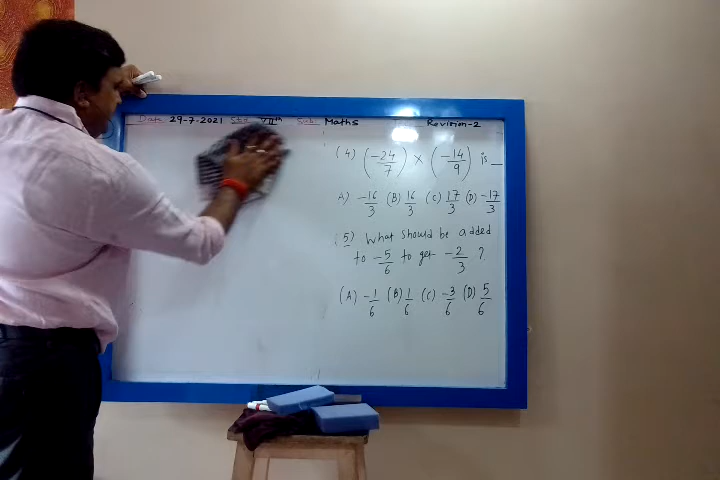 Date 29-7-2021 Std VIIth Sub: Maths Revision-2
(4) (-24/7) × (-14/9) is _
A) -16/3 (B) 16/3 (C) 17/3 (D) -17/3
(5) What should be added
to -5/6 to get -2/3 ?
(A) -1/6 (B) 1/6 (C) -3/6 (D) 5/6